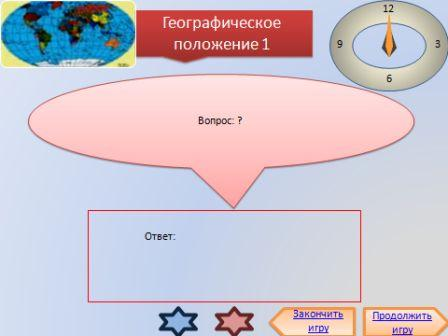 Географическое
положение 1
12
9
3
6
Вопрос: ?
Ответ:
Закончить
игру
Продолжить
игру